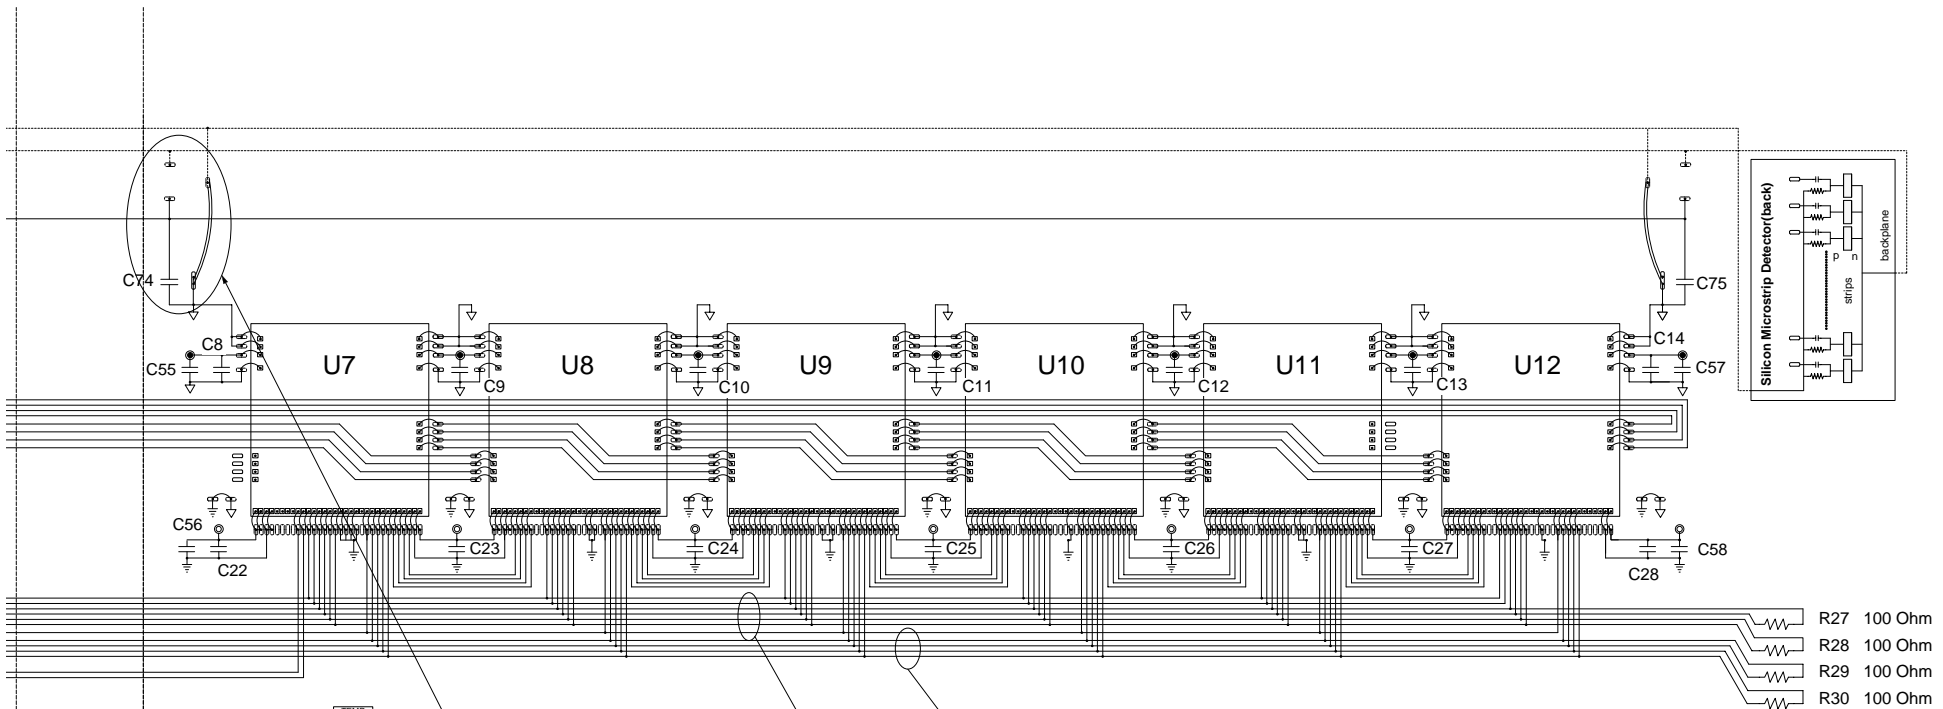 Silicon Microstrip Detector(back)
backplane
p n
strips
C74
C75
C8
C14
C55
U7
U8
U9
U10
U11
U12
C57
C9
C10
C11
C12
C13
C56
C23
C24
C25
C26
C27
C58
C22
C28
R27 100 Ohm
R28 100 Ohm
R29 100 Ohm
R30 100 Ohm